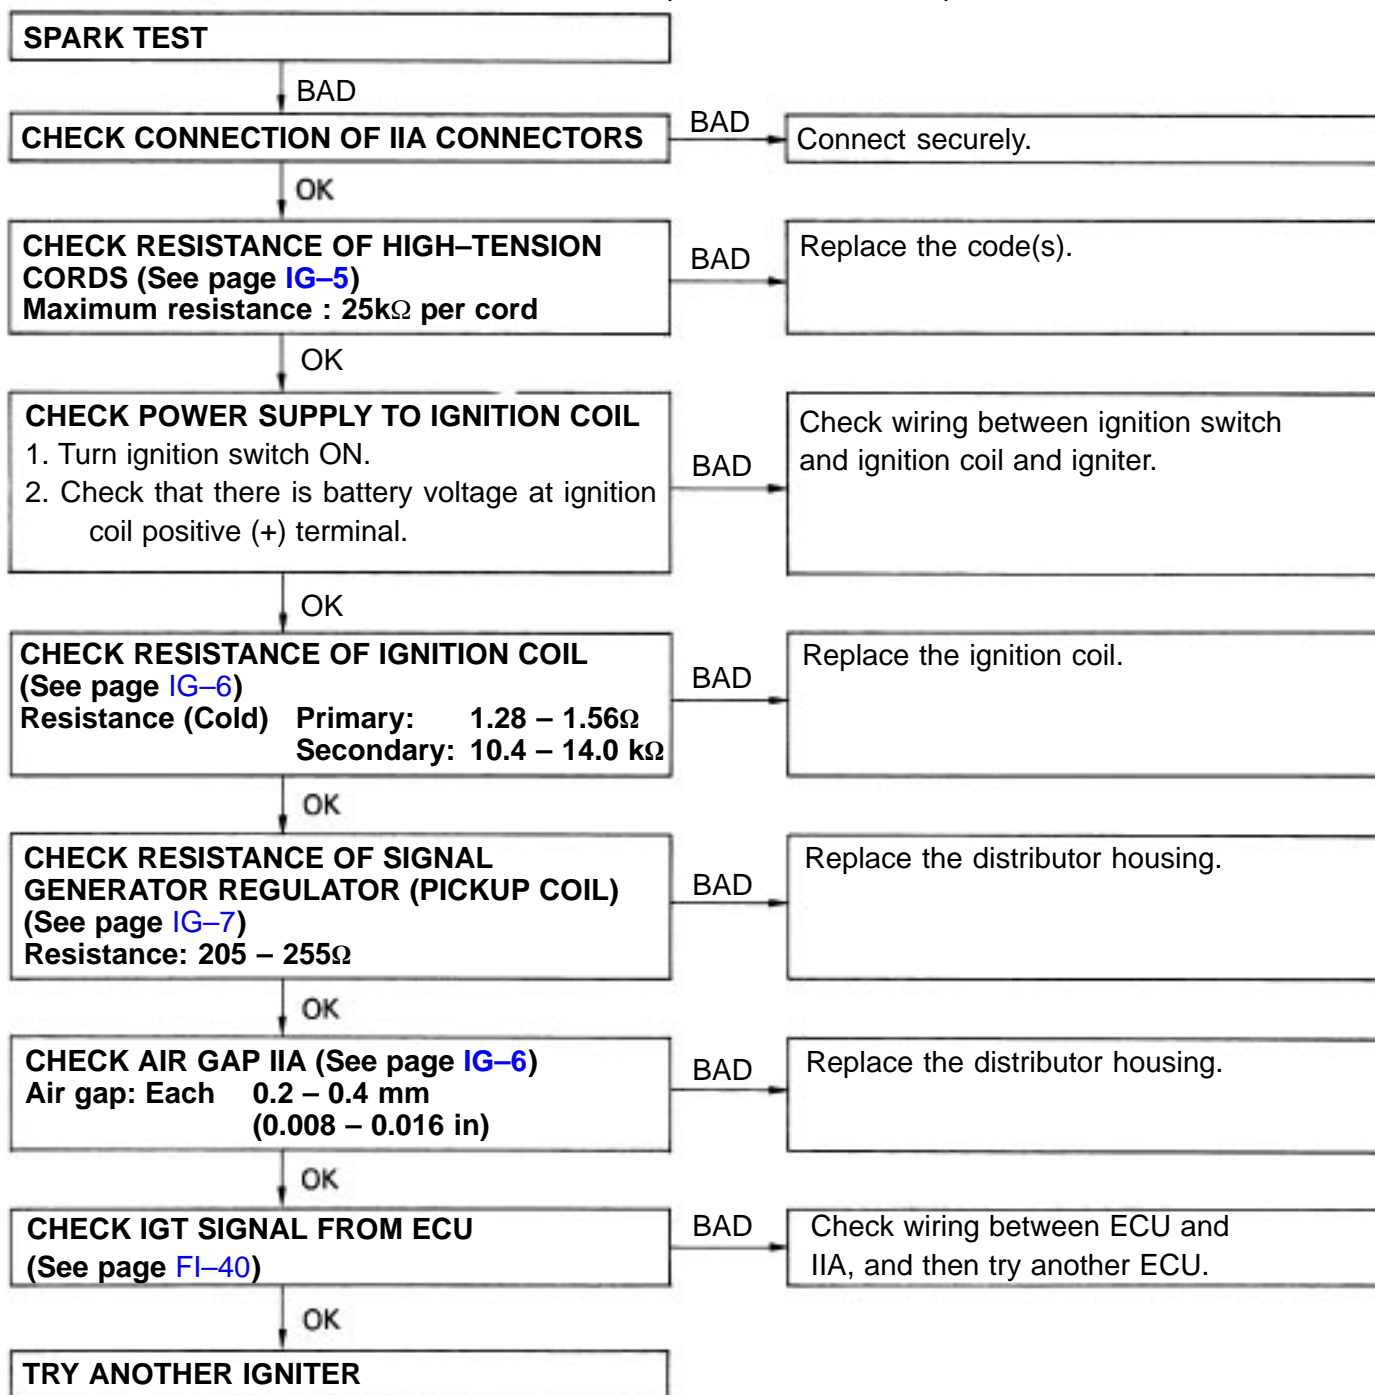 SPARK TEST
BAD
CHECK CONNECTION OF IIA CONNECTORS
BAD
Connect securely.
OK
CHECK RESISTANCE OF HIGH–TENSION
CORDS (See page IG–5)
Maximum resistance : 25kΩ per cord
BAD
Replace the code(s).
OK
CHECK POWER SUPPLY TO IGNITION COIL
1. Turn ignition switch ON.
2. Check that there is battery voltage at ignition
coil positive (+) terminal.
BAD
Check wiring between ignition switch
and ignition coil and igniter.
OK
CHECK RESISTANCE OF IGNITION COIL
(See page IG–6)
Resistance (Cold) Primary: 1.28 – 1.56Ω
Secondary: 10.4 – 14.0 kΩ
BAD
Replace the ignition coil.
OK
CHECK RESISTANCE OF SIGNAL
GENERATOR REGULATOR (PICKUP COIL)
(See page IG–7)
Resistance: 205 – 255Ω
BAD
Replace the distributor housing.
OK
CHECK AIR GAP IIA (See page IG–6)
Air gap: Each 0.2 – 0.4 mm
(0.008 – 0.016 in)
BAD
Replace the distributor housing.
OK
CHECK IGT SIGNAL FROM ECU
(See page FI–40)
BAD
Check wiring between ECU and
IIA, and then try another ECU.
OK
TRY ANOTHER IGNITER